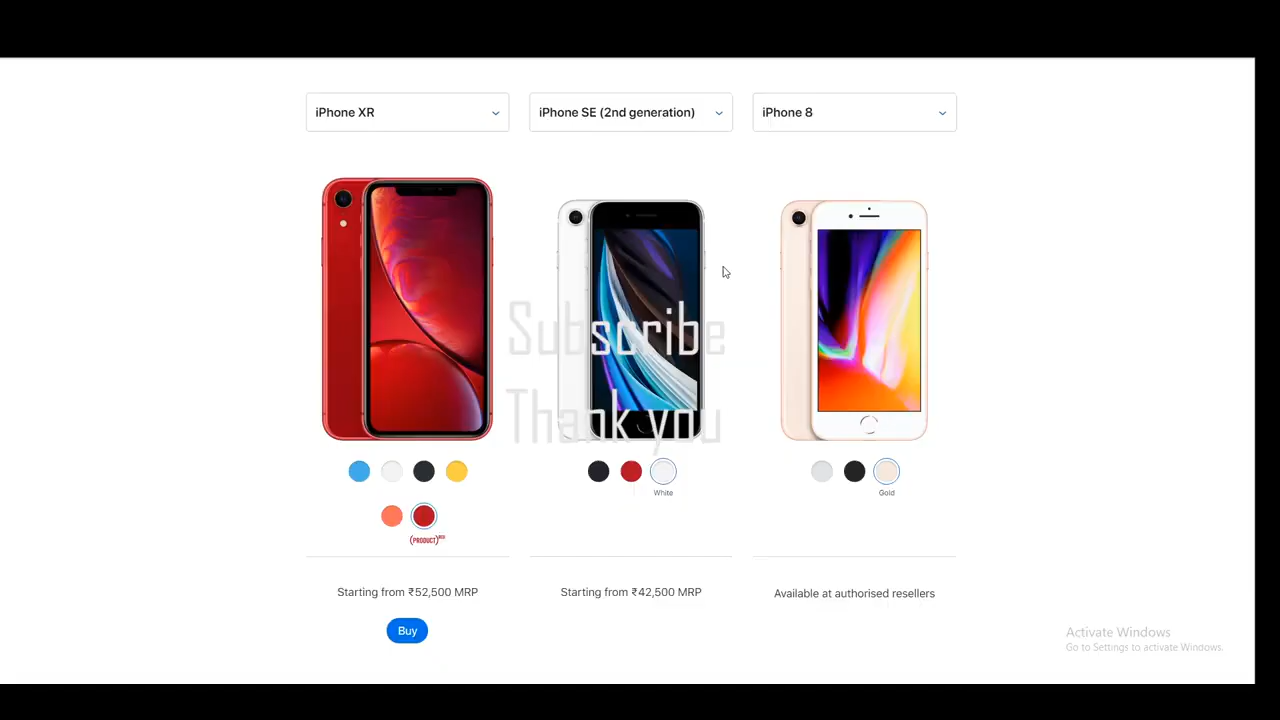 iPhone XR
iPhone SE (2nd generation)
iPhone 8
Subscribe
Thank you
White
Gold
(PRODUCT)RED
Starting from ₹52,500 MRP
Starting from ₹42,500 MRP
Available at authorised resellers
Buy
Activate Windows
Go to Settings to activate Windows.